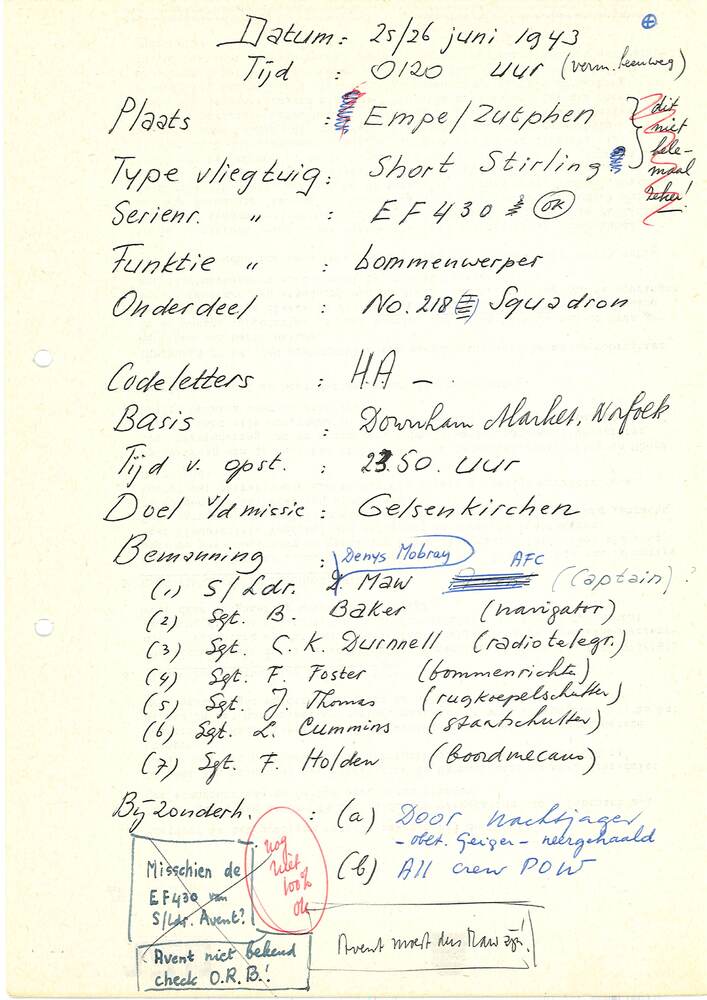 Datum: 25/26 juni 1943
Tijd : 0120 uur (verm. Leeuweg)
Plaats : Empe/Zutphen
dit
niet
hele-
maal
zeker!
Type vliegtuig: Short Stirling
Serienr. " : EF430 OK
Funktie " : bommenwerper
Onderdeel : No. 218 Squadron
Codeletters : HA -.
Basis : Downham Market, Norfolk
Tijd v. opst. : 23.50. uur
Doel v/d missie : Gelsenkirchen
Bemanning : Denys Mobray AFC
(1) S/Ldr. D Maw (Captain) ?
(2) Sgt. B. Baker (navigator)
(3) Sgt. C. K. Durnnell (radiotelegr.)
(4) Sgt. F. Foster (bommenrichter)
(5) Sgt. J. Thomas (rugkoepelschutter)
(6) Sgt. L. Cummins (staartschutter)
(7) Sgt. F. Holden (boordmecano)
Bijzonderh. : (a) Door nachtjager
- oblt. Geiger - neergehaald
(b) All crew POW
nog
niet
100%
ok
Misschien de
EF430 van
S/Ldr. Avent?
Avent niet bekend
check O.R.B.!
Avent moet dus Maw zijn!